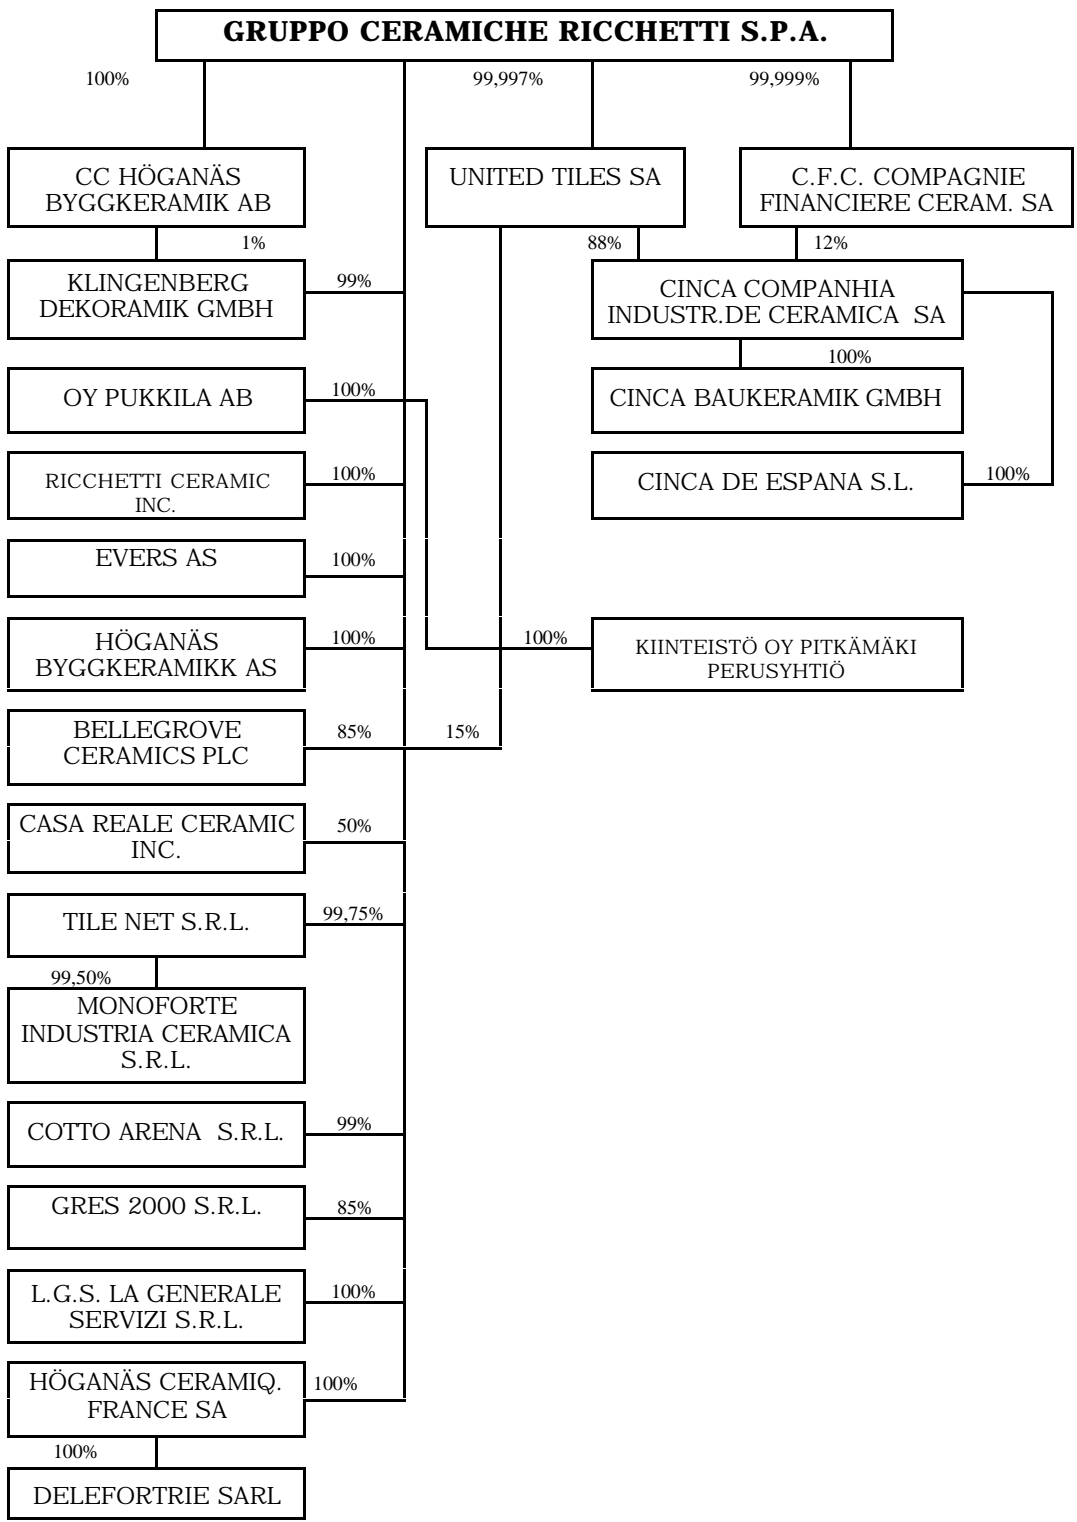 GRUPPO CERAMICHE RICCHETTI S.P.A.
100%
99,997%
99,999%
CC HÖGANÄS
BYGGKERAMIK AB
UNITED TILES SA
C.F.C. COMPAGNIE
FINANCIERE CERAM. SA
1%
88%
12%
KLINGENBERG
DEKORAMIK GMBH
99%
CINCA COMPANHIA
INDUSTR.DE CERAMICA SA
100%
OY PUKKILA AB
100%
CINCA BAUKERAMIK GMBH
RICCHETTI CERAMIC
INC.
100%
CINCA DE ESPANA S.L.
100%
EVERS AS
100%
HÖGANÄS
BYGGKERAMIKK AS
100%
100%
KIINTEISTÖ OY PITKÄMÄKI
PERUSYHTIÖ
BELLEGROVE
CERAMICS PLC
85%
15%
CASA REALE CERAMIC
INC.
50%
TILE NET S.R.L.
99,75%
99,50%
MONOFORTE
INDUSTRIA CERAMICA
S.R.L.
COTTO ARENA S.R.L.
99%
GRES 2000 S.R.L.
85%
L.G.S. LA GENERALE
SERVIZI S.R.L.
100%
HÖGANÄS CERAMIQ.
FRANCE SA
100%
100%
DELEFORTRIE SARL